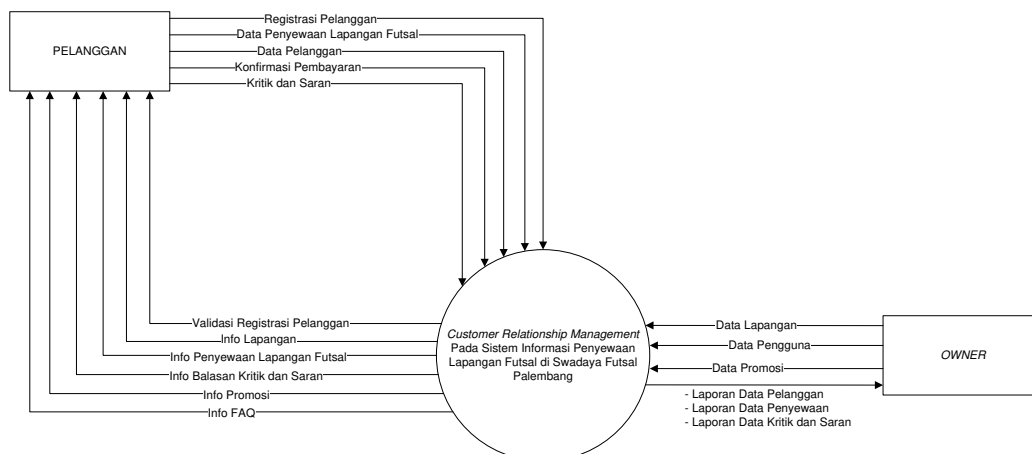 Registrasi Pelanggan
Data Penyewaan Lapangan Futsal
PELANGGAN
Data Pelanggan
Konfirmasi Pembayaran
Kritik dan Saran
Validasi Registrasi Pelanggan
Info Lapangan
Info Penyewaan Lapangan Futsal
Info Balasan Kritik dan Saran
Info Promosi
Info FAQ
Customer Relationship Management
Pada Sistem Informasi Penyewaan
Lapangan Futsal di Swadaya Futsal
Palembang
Data Lapangan
Data Pengguna
Data Promosi
- Laporan Data Pelanggan
- Laporan Data Penyewaan
- Laporan Data Kritik dan Saran
OWNER